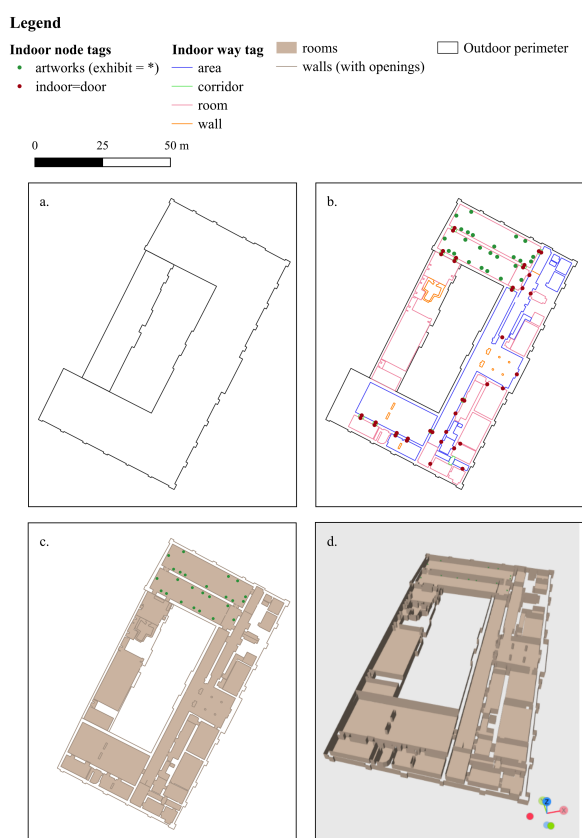 Legend
Indoor node tags
artworks (exhibit = *)
indoor=door
Indoor way tag
area
corridor
room
wall
rooms
walls (with openings)
Outdoor perimeter
0 25 50 m
a.
b.
c.
d.
Z